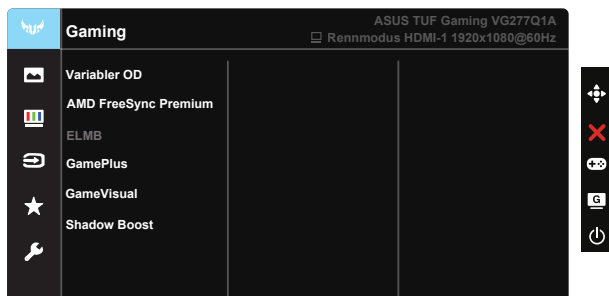 Gaming
ASUS TUF Gaming VG277Q1A
Rennmodus HDMI-1 1920x1080@60Hz
Variabler OD
AMD FreeSync Premium
ELMB
GamePlus
GameVisual
Shadow Boost
G